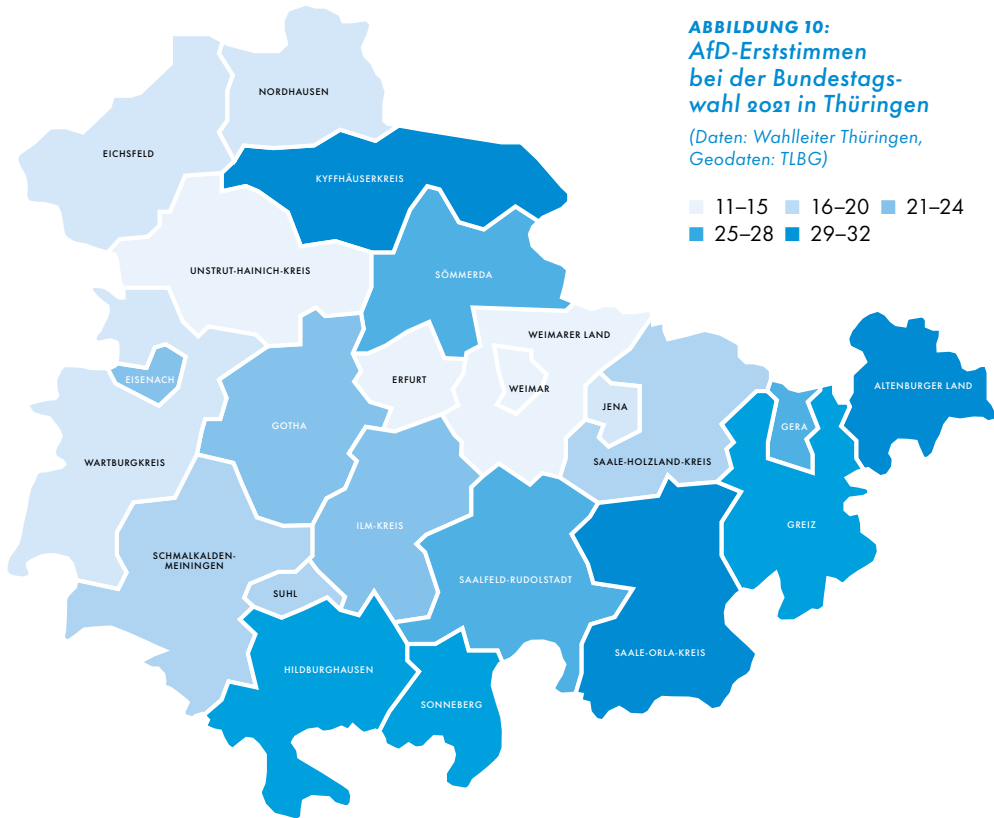 ABBILDUNG 10:
AfD-Erststimmen
bei der Bundestags-
wahl 2021 in Thüringen
(Daten: Wahlleiter Thüringen,
Geodaten: TLBG)
11–15 16–20 21–24
25–28 29–32
NORDHAUSEN
EICHSFELD
KYFFHÄUSERKREIS
UNSTRUT-HAINICH-KREIS
SÖMMERDA
WEIMARER LAND
EISENACH
ERFURT
WEIMAR
ALTENBURGER LAND
JENA
GOTHA
GERA
WARTBURGKREIS
SAALE-HOLZLAND-KREIS
ILM-KREIS
GREIZ
SCHMALKALDEN-
MEININGEN
SAALFELD-RUDOLSTADT
SUHL
SAALE-ORLA-KREIS
HILDBURGHAUSEN
SONNEBERG